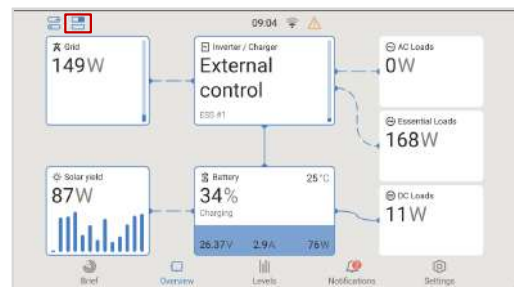 09:04
Grid
149W
Inverter / Charger
External
control
ESS #1
AC Loads
0W
Essential Loads
168W
Solar yield
87W
Battery 25°C
34%
Charging
26.37V 2.9A 76W
DC Loads
11W
Brief Overview Levels Notifications Settings